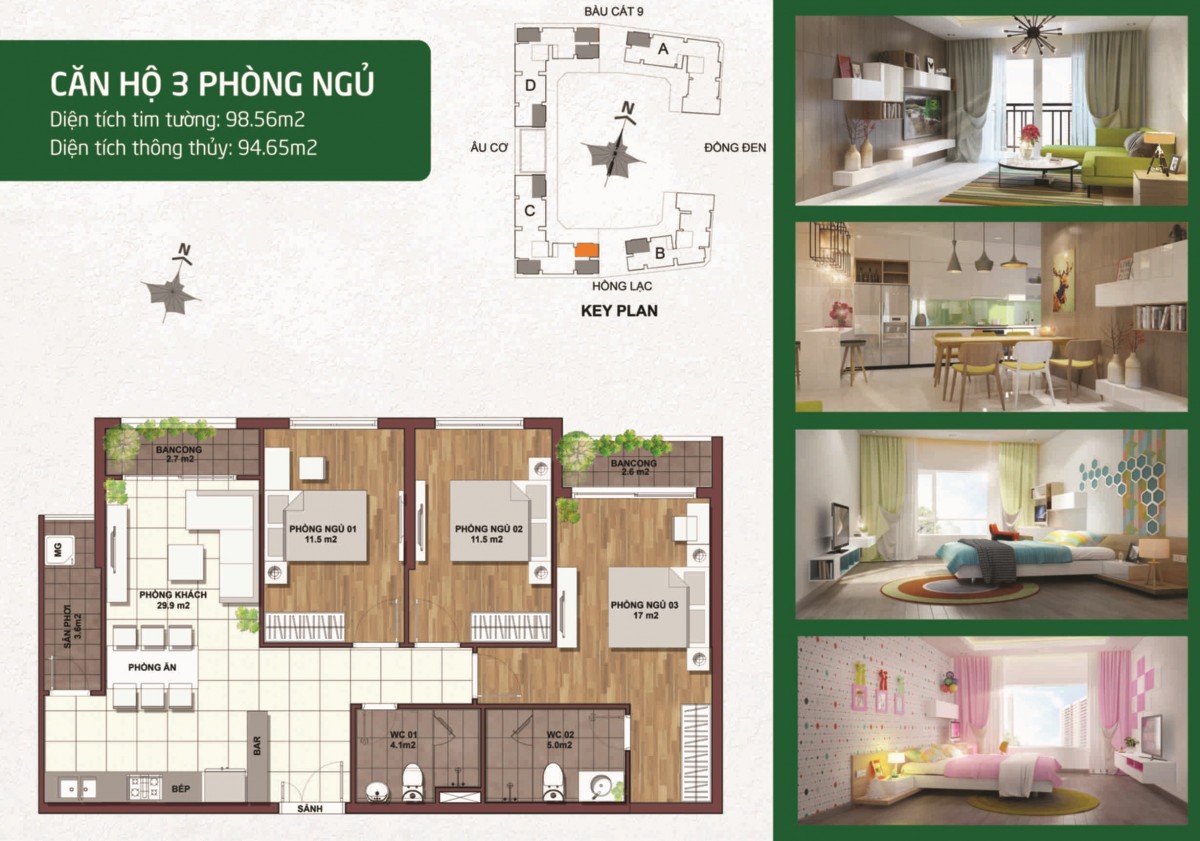 CĂN HỘ 3 PHÒNG NGỦ
Diện tích tim tường: 98.56m2
Diện tích thông thủy: 94.65m2
BÀU CÁT 9
A
D
N
ÂU CƠ
ĐỒNG ĐEN
C
B
HỒNG LẠC
KEY PLAN
N
BANCONG
2.7 m2
BANCONG
2.6 m2
PHÒNG NGỦ 01
11.5 m2
PHÒNG NGỦ 02
11.5 m2
MG
SÂN PHƠI
3.6m2
PHÒNG KHÁCH
29.9 m2
PHÒNG NGỦ 03
17 m2
PHÒNG ĂN
WC 01
4.1m2
WC 02
5.0m2
BAR
BẾP
SẢNH